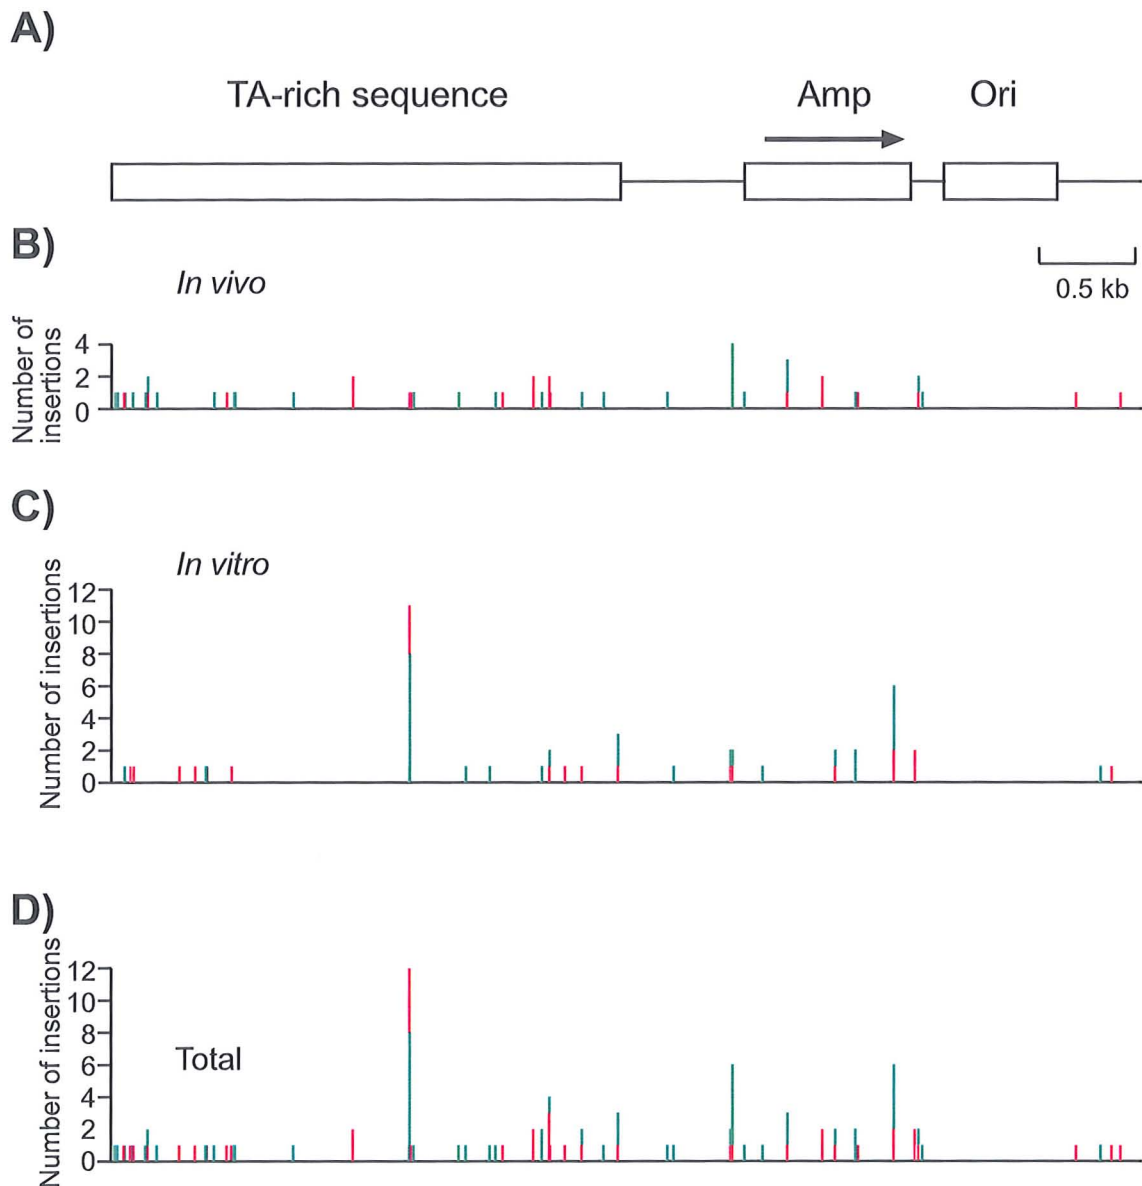 A)
TA-rich sequence Amp Ori
B)
0.5 kb
In vivo
Number of
insertions
4
2
0
C)
In vitro
Number of insertions
12
10
8
6
4
2
0
D)
Total
Number of insertions
12
10
8
6
4
2
0